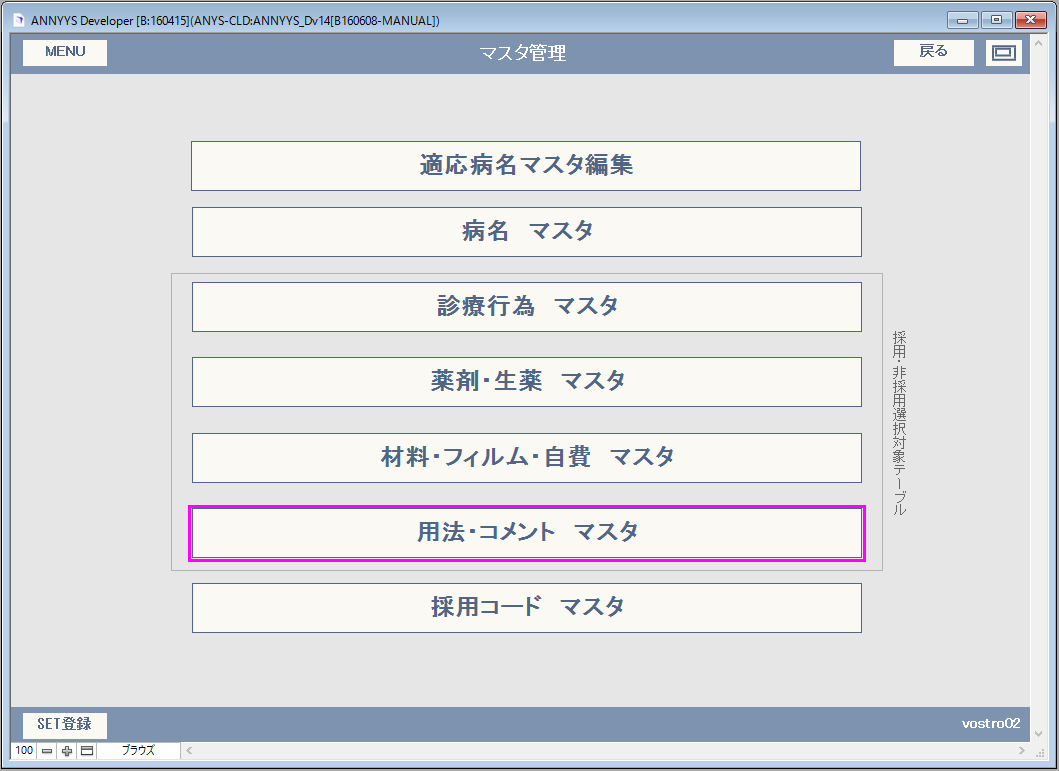 ANNYYS Developer [B:160415](ANYS-CLD:ANNYYS_Dv14[B160608-MANUAL])
MENU
マスタ管理
戻る
適応病名マスタ編集
病名　マスタ
診療行為　マスタ
薬剤・生薬　マスタ
材料・フィルム・自費　マスタ
用法・コメント　マスタ
採用コード　マスタ
採用・非採用選択対象テーブル
SET登録
vostro02
100
ブラウズ